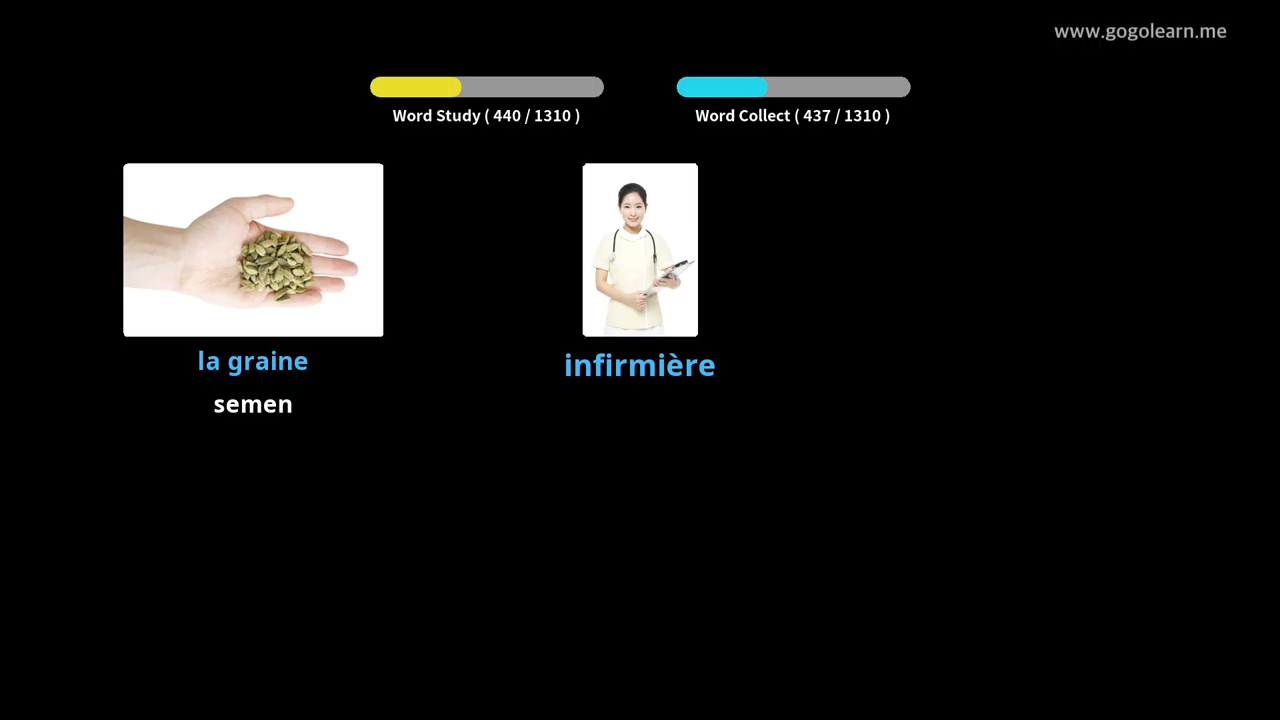 www.gogolearn.me
Word Study ( 440 / 1310 )
Word Collect ( 437 / 1310 )
la graine
semen
infirmière